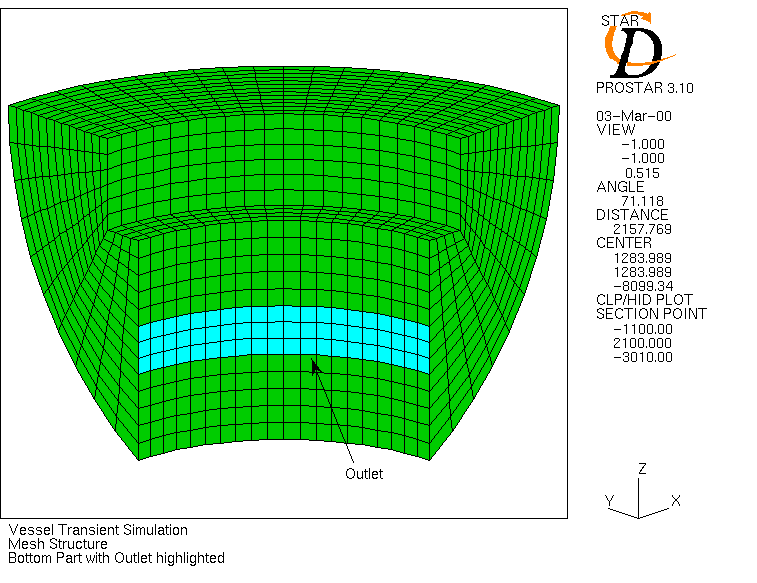 STAR
D
PROSTAR 3.10
03-Mar-00
VIEW
-1.000
-1.000
0.515
ANGLE
71.118
DISTANCE
2157.769
CENTER
1283.989
1283.989
-8099.34
CLP/HID PLOT
SECTION POINT
-1100.00
2100.000
-3010.00
Outlet
Z
Y X
Vessel Transient Simulation
Mesh Structure
Bottom Part with Outlet highlighted